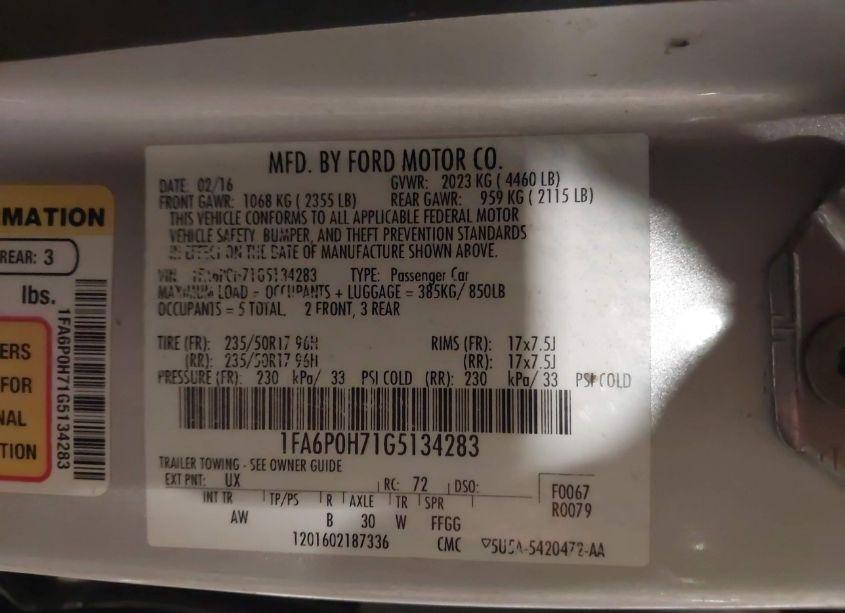 MATION
REAR: 3
lbs.
ERS
FOR
NAL
TION
1FA6P0H71G5134283
MFD. BY FORD MOTOR CO.
DATE: 02/16 GVWR: 2023 KG ( 4460 LB)
FRONT GAWR: 1068 KG ( 2355 LB) REAR GAWR: 959 KG ( 2115 LB)
THIS VEHICLE CONFORMS TO ALL APPLICABLE FEDERAL MOTOR
VEHICLE SAFETY, BUMPER, AND THEFT PREVENTION STANDARDS
IN EFFECT ON THE DATE OF MANUFACTURE SHOWN ABOVE.
VIN: 1FA6P0H71G5134283 TYPE: Passenger Car
MAXIMUM LOAD = OCCUPANTS + LUGGAGE = 385KG/ 850LB
OCCUPANTS = 5 TOTAL, 2 FRONT, 3 REAR
TIRE (FR): 235/50R17 96H RIMS (FR): 17x7.5J
(RR): 235/50R17 96H (RR): 17x7.5J
PRESSURE (FR): 230 kPa/ 33 PSI COLD (RR): 230 kPa/ 33 PSI COLD
1FA6P0H71G5134283
TRAILER TOWING - SEE OWNER GUIDE
EXT PNT: UX RC: 72 DSO:
INT TR TP/PS R AXLE TR SPR
AW B 30 W FFGG
F0067
R0079
1201602187336 CMC 5U5A-5420472-AA